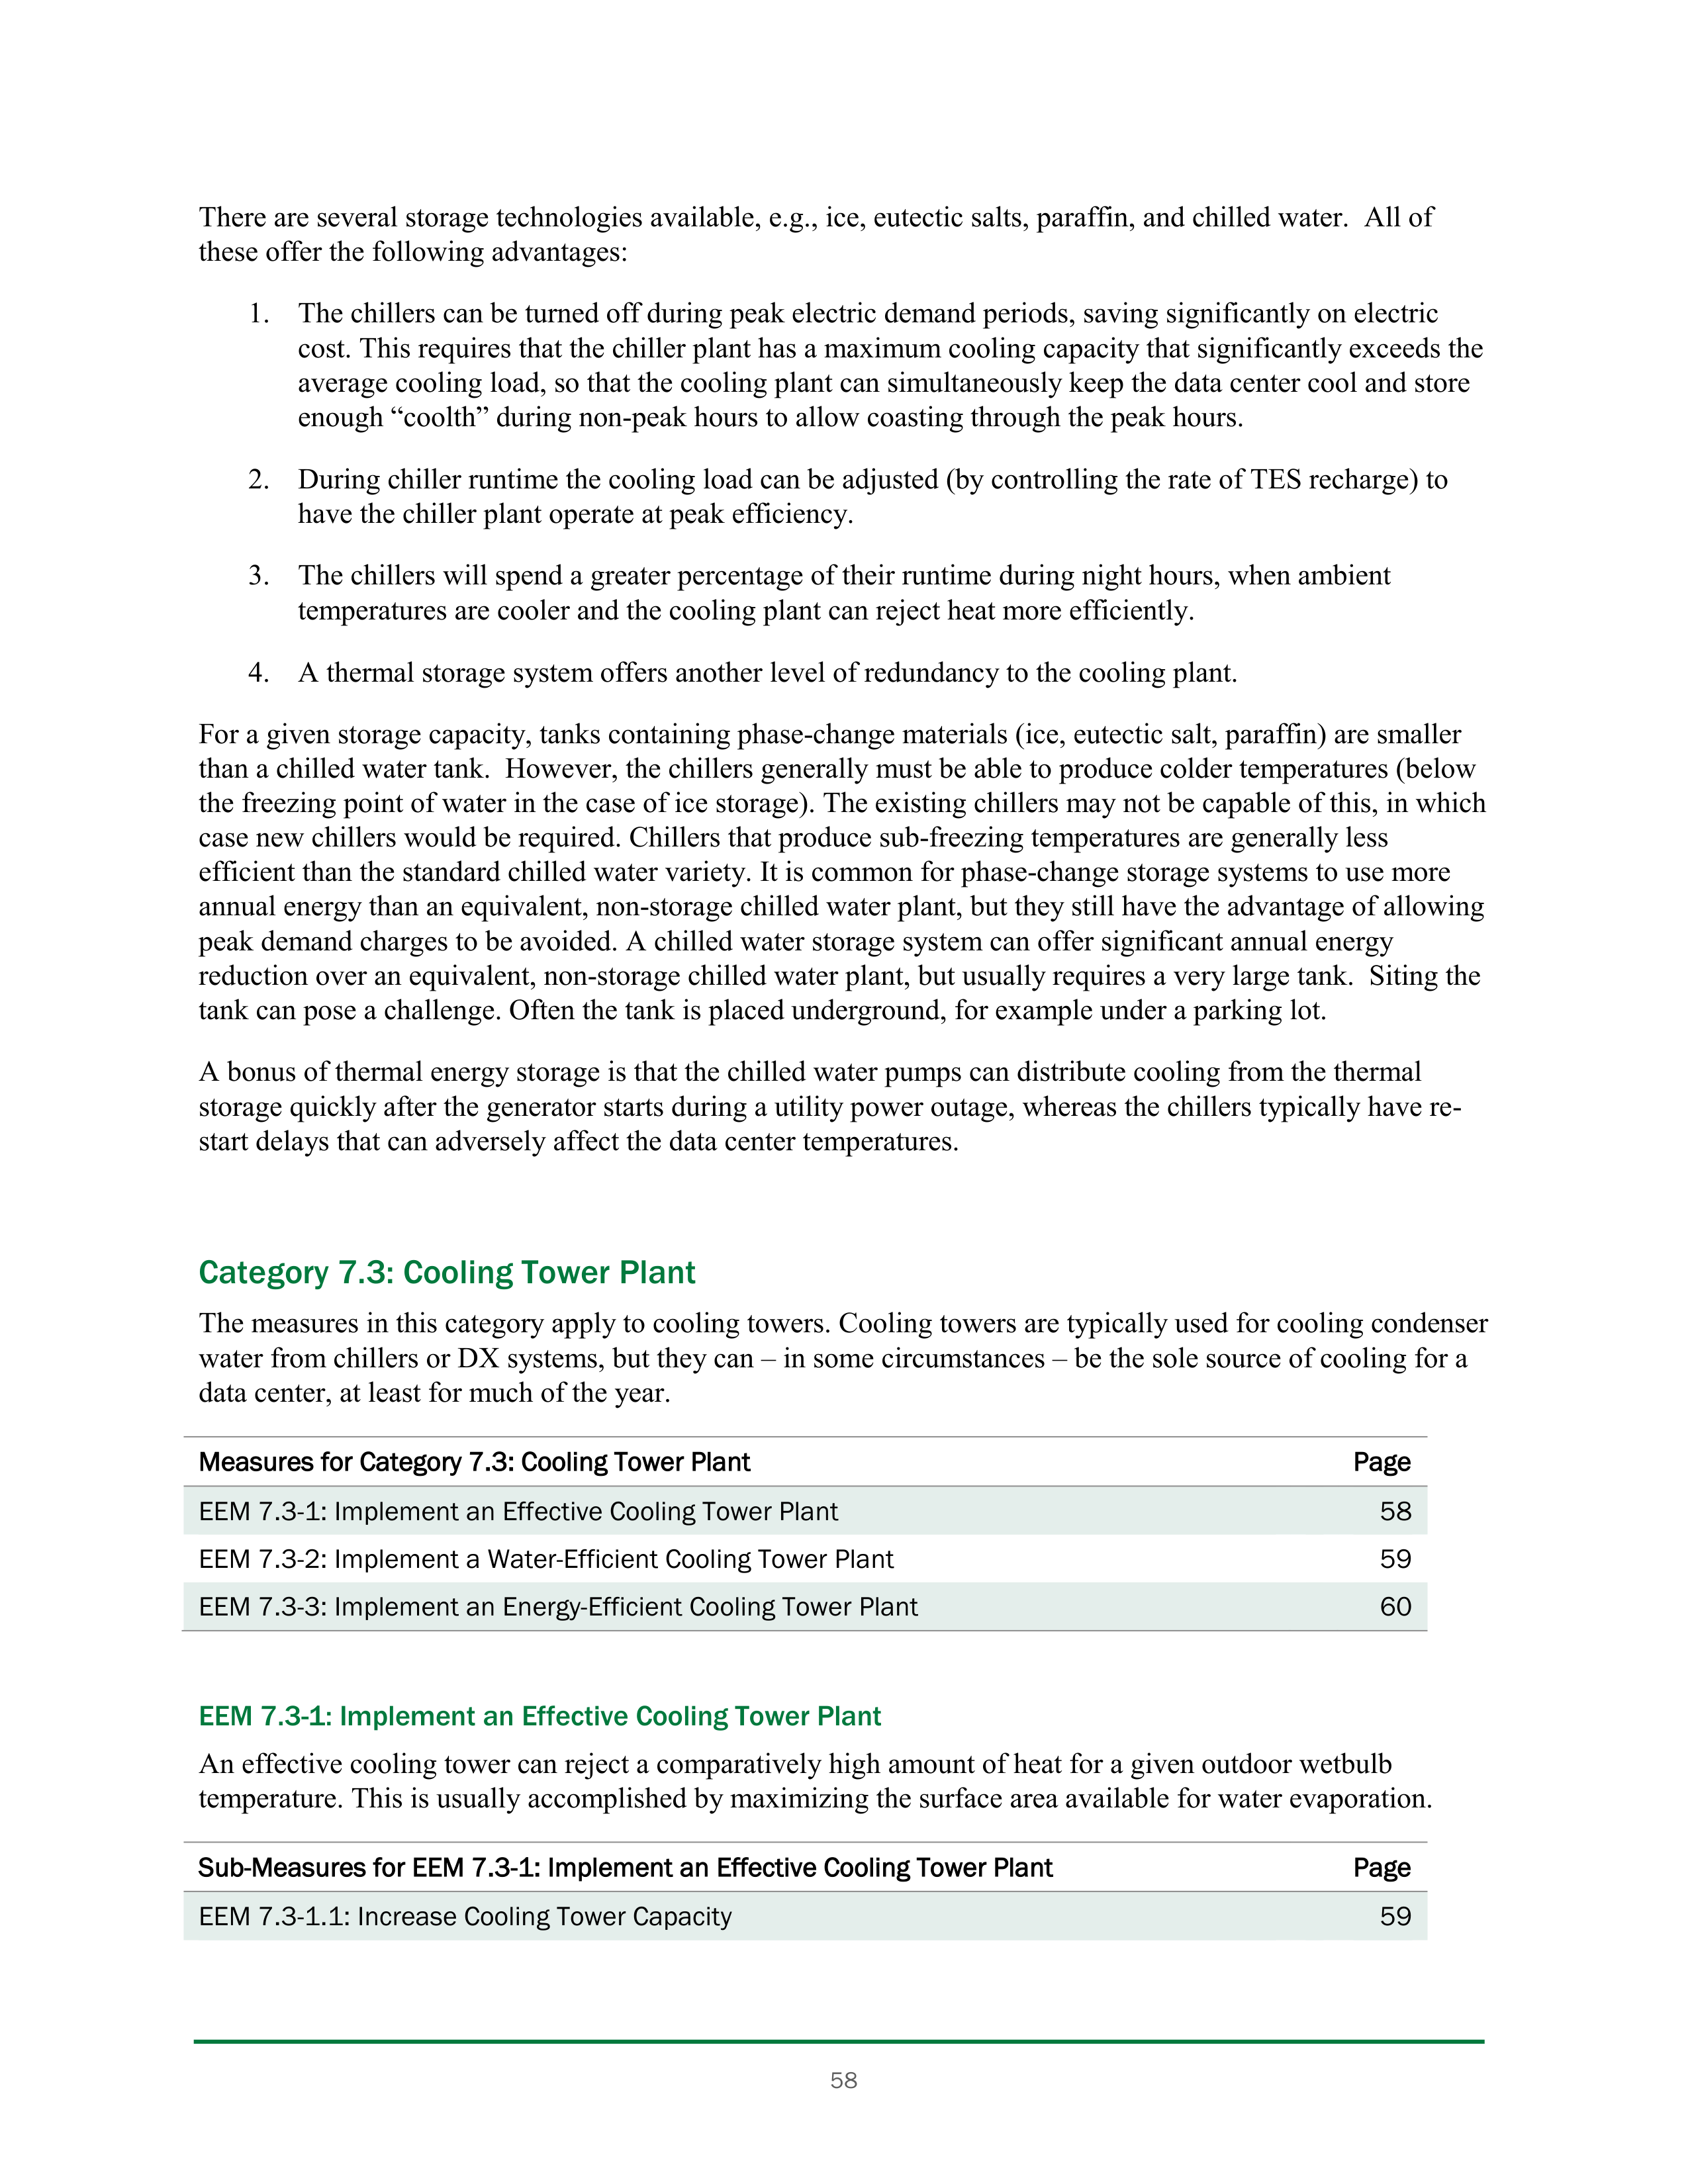 There are several storage technologies available, e.g., ice, eutectic salts, paraffin, and chilled water.  All of
these offer the following advantages:
1. The chillers can be turned off during peak electric demand periods, saving significantly on electric
cost. This requires that the chiller plant has a maximum cooling capacity that significantly exceeds the
average cooling load, so that the cooling plant can simultaneously keep the data center cool and store
enough “coolth” during non-peak hours to allow coasting through the peak hours.
2. During chiller runtime the cooling load can be adjusted (by controlling the rate of TES recharge) to
have the chiller plant operate at peak efficiency.
3. The chillers will spend a greater percentage of their runtime during night hours, when ambient
temperatures are cooler and the cooling plant can reject heat more efficiently.
4. A thermal storage system offers another level of redundancy to the cooling plant.
For a given storage capacity, tanks containing phase-change materials (ice, eutectic salt, paraffin) are smaller
than a chilled water tank.  However, the chillers generally must be able to produce colder temperatures (below
the freezing point of water in the case of ice storage). The existing chillers may not be capable of this, in which
case new chillers would be required. Chillers that produce sub-freezing temperatures are generally less
efficient than the standard chilled water variety. It is common for phase-change storage systems to use more
annual energy than an equivalent, non-storage chilled water plant, but they still have the advantage of allowing
peak demand charges to be avoided. A chilled water storage system can offer significant annual energy
reduction over an equivalent, non-storage chilled water plant, but usually requires a very large tank.  Siting the
tank can pose a challenge. Often the tank is placed underground, for example under a parking lot.
A bonus of thermal energy storage is that the chilled water pumps can distribute cooling from the thermal
storage quickly after the generator starts during a utility power outage, whereas the chillers typically have re-
start delays that can adversely affect the data center temperatures.
Category 7.3: Cooling Tower Plant
The measures in this category apply to cooling towers. Cooling towers are typically used for cooling condenser
water from chillers or DX systems, but they can – in some circumstances – be the sole source of cooling for a
data center, at least for much of the year.
Measures for Category 7.3: Cooling Tower Plant Page
EEM 7.3-1: Implement an Effective Cooling Tower Plant 58
EEM 7.3-2: Implement a Water-Efficient Cooling Tower Plant 59
EEM 7.3-3: Implement an Energy-Efficient Cooling Tower Plant 60
EEM 7.3-1: Implement an Effective Cooling Tower Plant
An effective cooling tower can reject a comparatively high amount of heat for a given outdoor wetbulb
temperature. This is usually accomplished by maximizing the surface area available for water evaporation.
Sub-Measures for EEM 7.3-1: Implement an Effective Cooling Tower Plant Page
EEM 7.3-1.1: Increase Cooling Tower Capacity 59
58